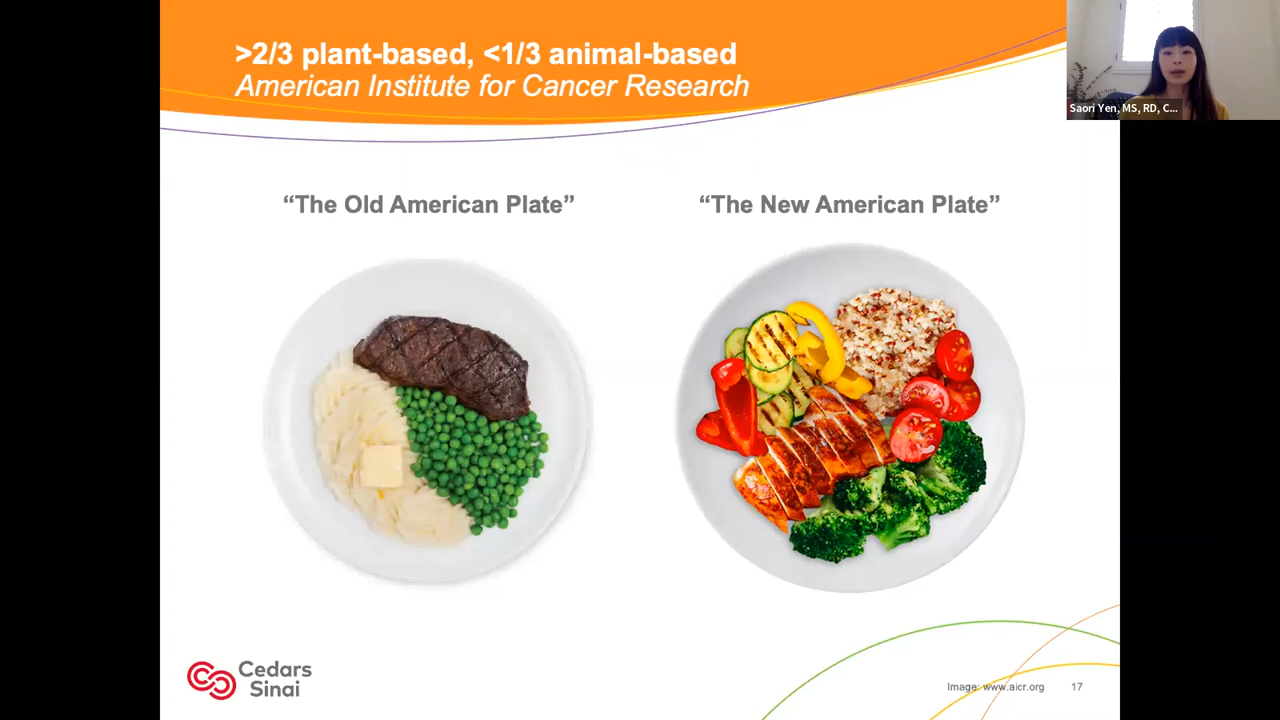 >2/3 plant-based, <1/3 animal-based
American Institute for Cancer Research
Saori Yen, MS, RD, C...
“The Old American Plate”
“The New American Plate”
Cedars
Sinai
Image: www.aicr.org
17